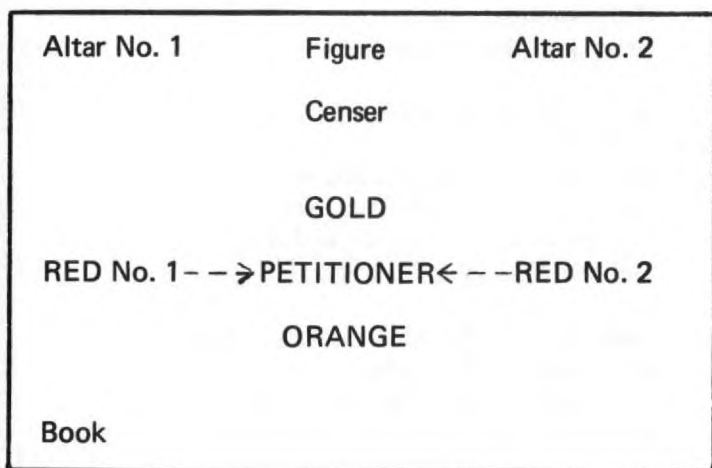 Altar No. 1 Figure Altar No. 2
Censer
GOLD
RED No. 1 - - > PETITIONER < - - - RED No. 2
ORANGE
Book